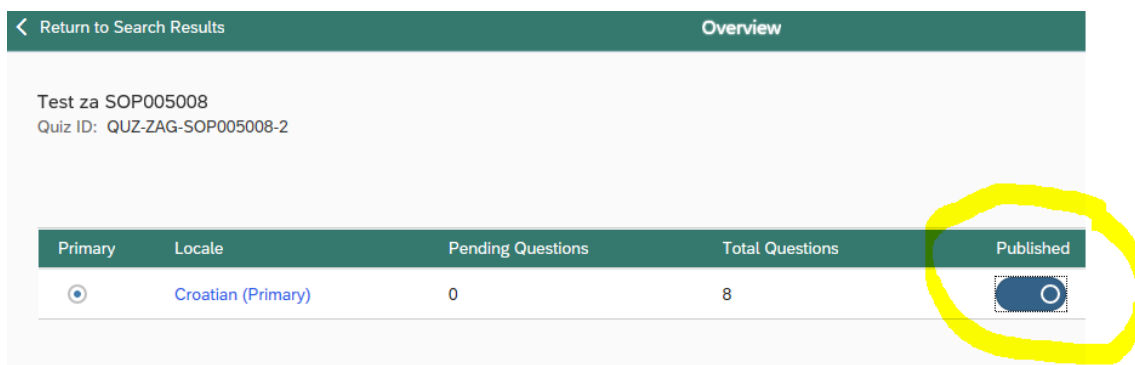 Return to Search Results Overview
Test za SOP005008
Quiz ID: QUZ-ZAG-SOP005008-2
Primary Locale Pending Questions Total Questions Published
Croatian (Primary) 0 8